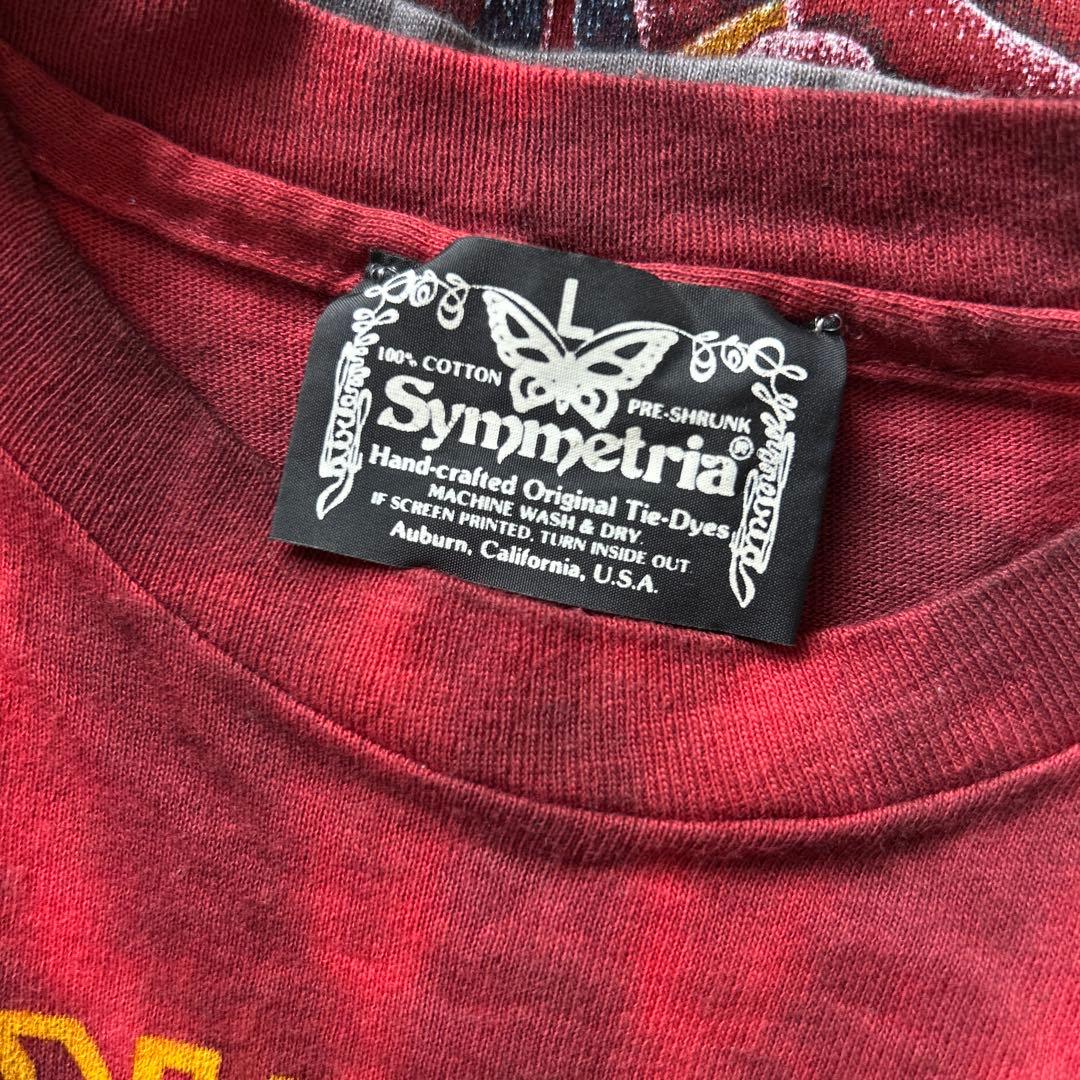 L
100% COTTON
PRE-SHRUNK
Symmetria®
Hand-crafted Original Tie-Dyes
MACHINE WASH & DRY.
IF SCREEN PRINTED, TURN INSIDE OUT
Auburn, California, U.S.A.